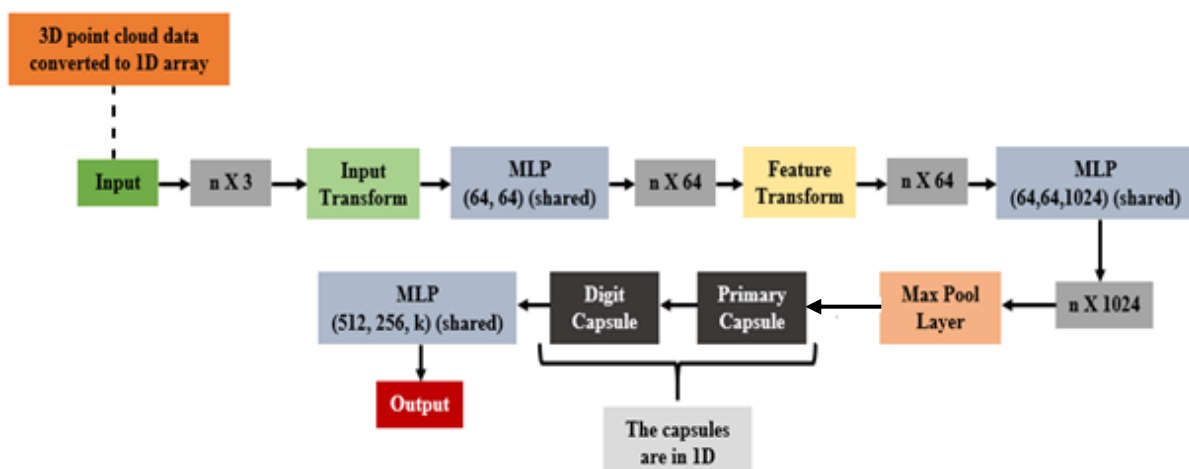 3D point cloud data
converted to 1D array
Input
n X 3
Input
Transform
MLP
(64, 64) (shared)
n X 64
Feature
Transform
n X 64
MLP
(64,64,1024) (shared)
n X 1024
Max Pool
Layer
Primary
Capsule
Digit
Capsule
MLP
(512, 256, k) (shared)
Output
The capsules
are in 1D